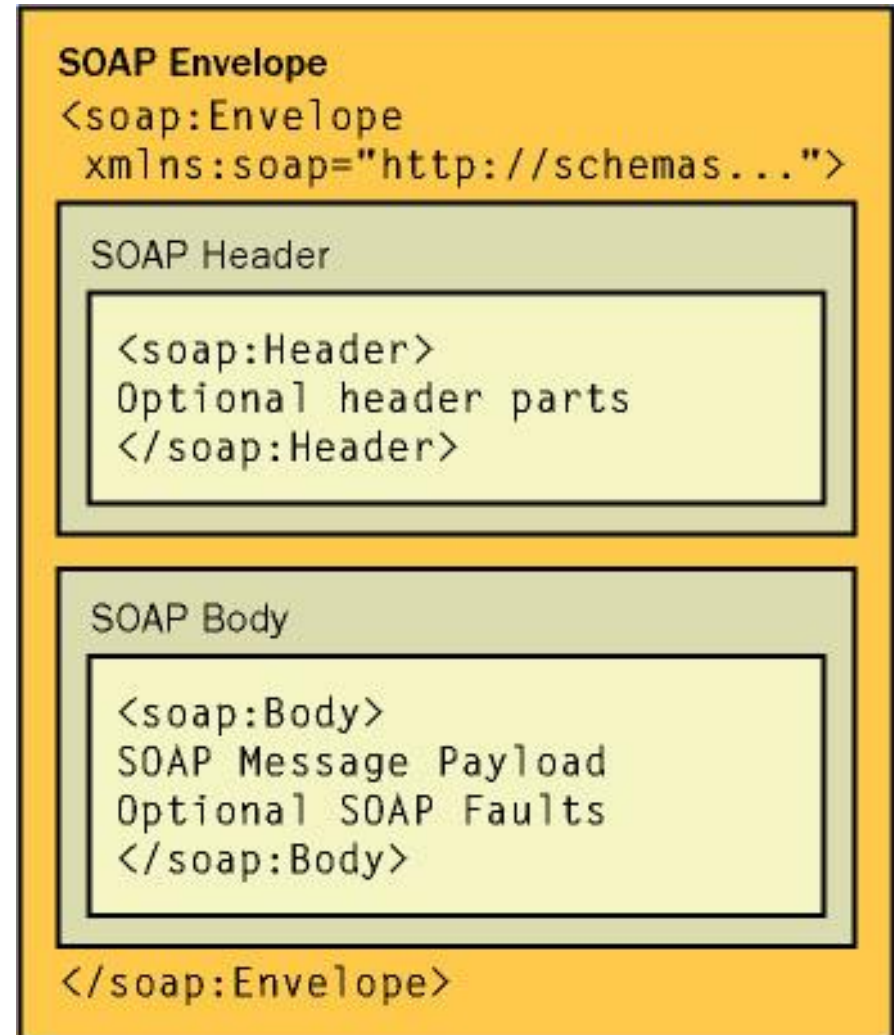 SOAP Envelope
<soap:Envelope
xmlns:soap="http://schemas...">
SOAP Header
<soap:Header>
Optional header parts
</soap:Header>
SOAP Body
<soap:Body>
SOAP Message Payload
Optional SOAP Faults
</soap:Body>
</soap:Envelope>